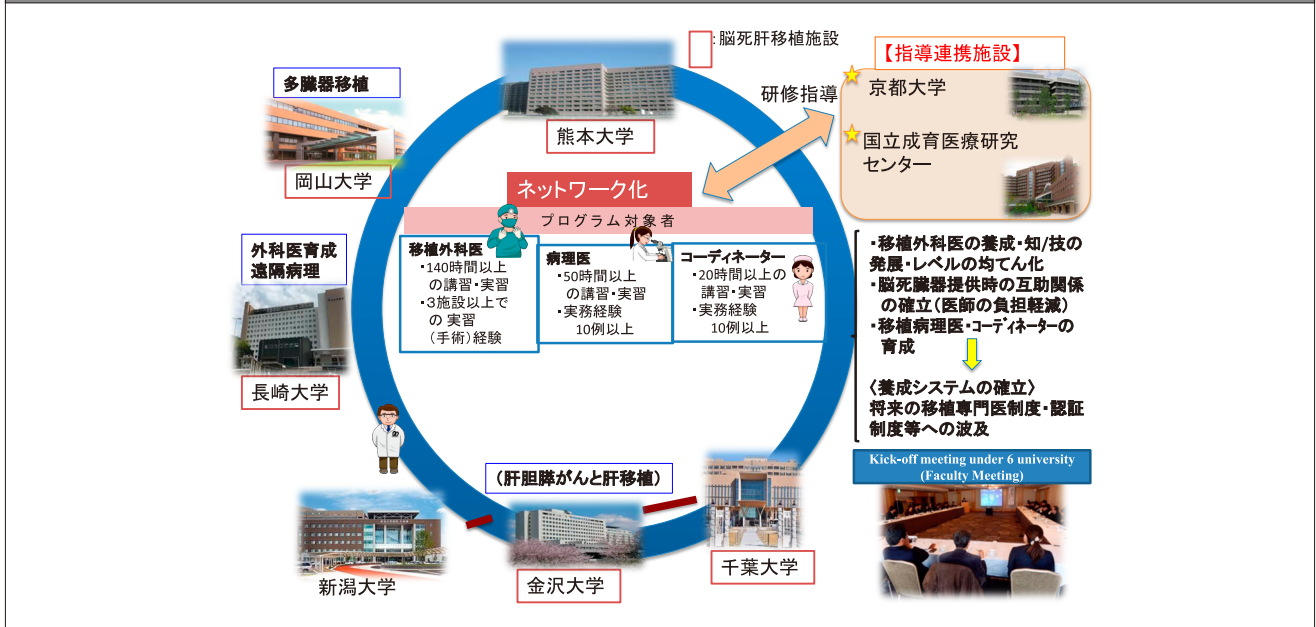 :脳死肝移植施設
【指導連携施設】
京都大学
国立成育医療研究
センター
研修指導
多臓器移植
岡山大学
熊本大学
ネットワーク化
プログラム対象者
移植外科医
・140時間以上
の講習・実習
・3施設以上で
の 実習
(手術)経験
病理医
・50時間以上
の講習・実習
・実務経験
10例以上
コーディネーター
・20時間以上の
講習・実習
・実務経験
10例以上
外科医育成
遠隔病理
長崎大学
・移植外科医の養成・知/技の
発展・レベルの均てん化
・脳死臓器提供時の互助関係
の確立(医師の負担軽減)
・移植病理医・コーディネーターの
育成
〈養成システムの確立〉
将来の移植専門医制度・認証
制度等への波及
Kick-off meeting under 6 university
(Faculty Meeting)
(肝胆膵がんと肝移植)
新潟大学
金沢大学
千葉大学